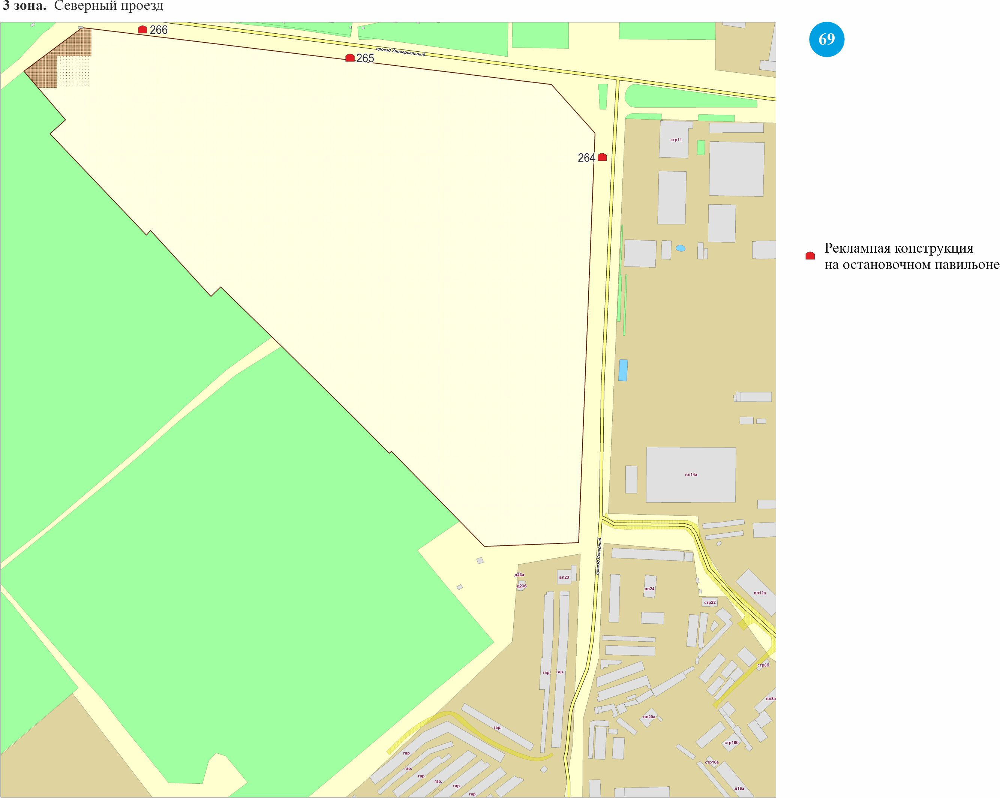 3 зона. Северный проезд
69
266
265
проезд.Универсальный
264
стр11
Рекламная конструкция
на остановочном павильоне
вл14а
проезд.Северный
д23а
вл23
д23б
вл24
вл12а
стр22
стр8б
гар.
гар.
вл8а
вл20а
гар.
стр16б
гар
стр16а
гар.
гар.
гар.
гар.
д16а
гар.